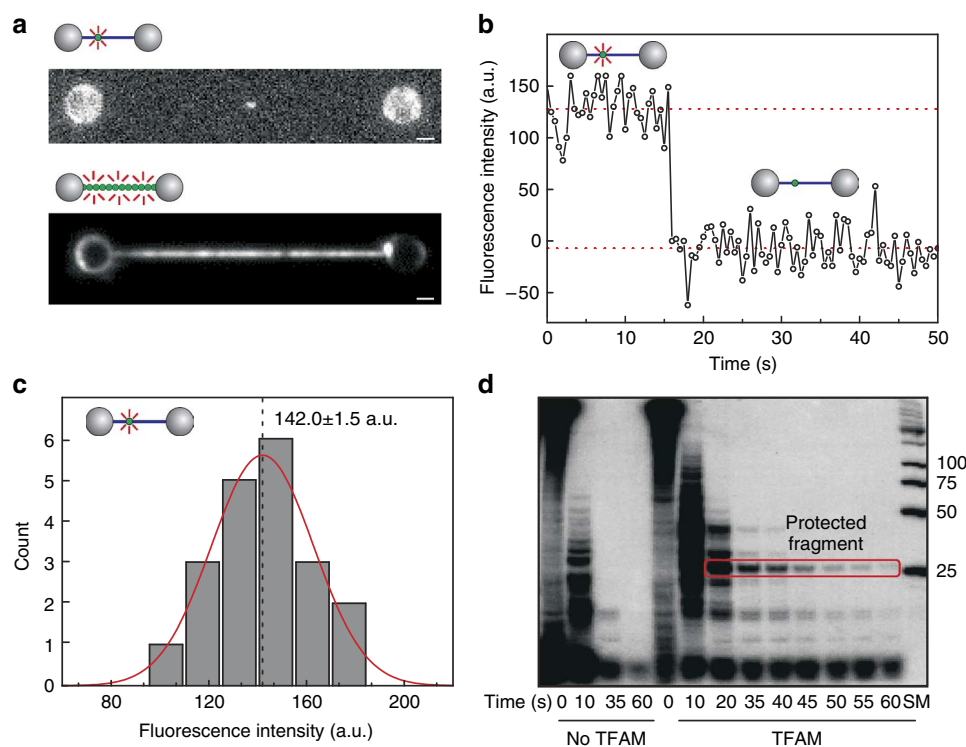 a
b
Fluorescence intensity (a.u.)
150
100
50
0
−50
0 10 20 30 40 50
Time (s)
c
142.0±1.5 a.u.
Count
6
5
4
3
2
1
0
80 120 160 200
Fluorescence intensity (a.u.)
d
100
75
50
25
Protected
fragment
Time (s) 0 10 35 60 0 10 20 35 40 45 50 55 60 SM
No TFAM TFAM